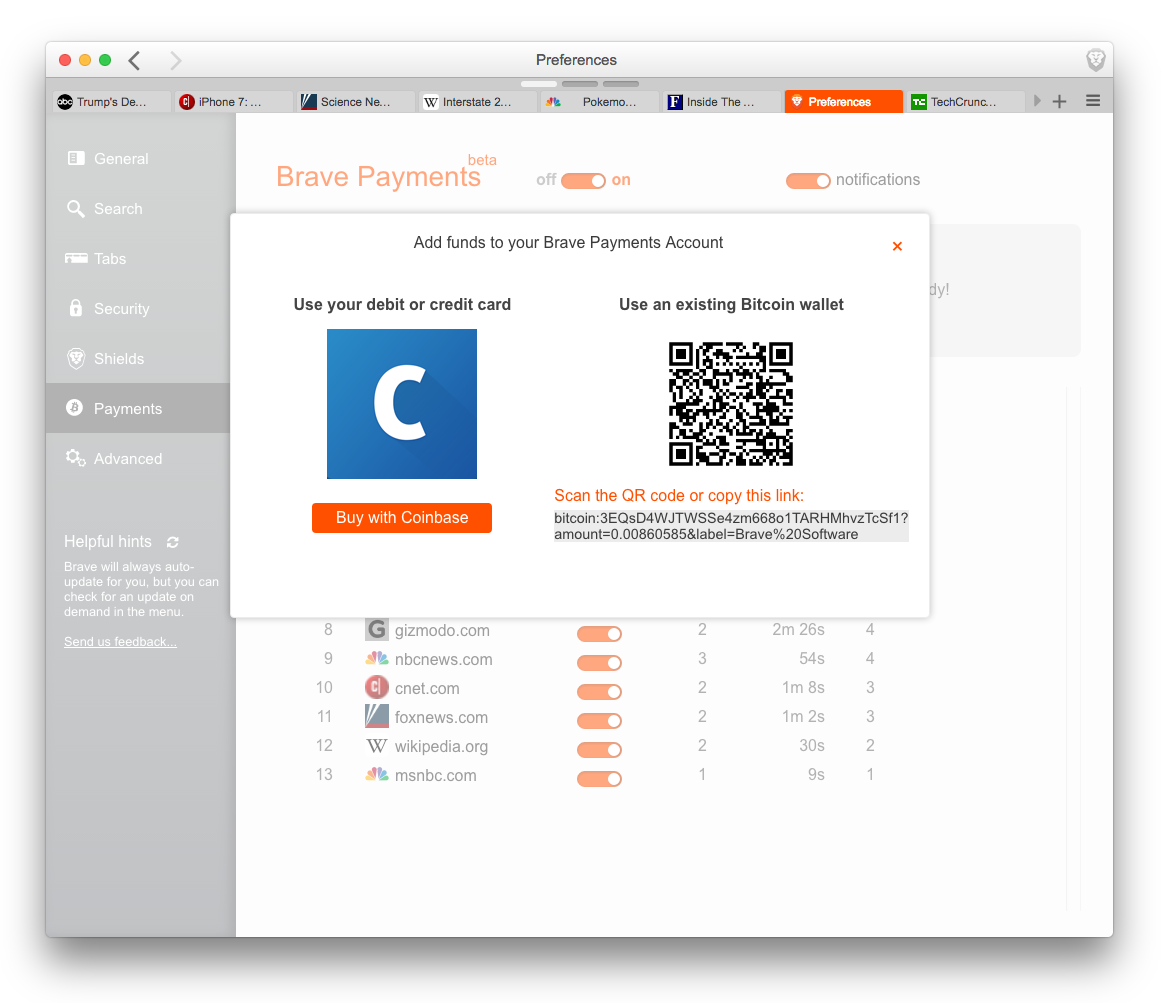 Preferences
abc Trump's De...
iPhone 7: ...
Science Ne...
W Interstate 2...
Pokemo...
F Inside The ...
Preferences
TC TechCrunc...
General
Search
Tabs
Security
Shields
Payments
Advanced
Helpful hints
Brave will always auto-
update for you, but you can
check for an update on
demand in the menu.
Send us feedback...
Brave Payments beta
off on
notifications
dy!
Add funds to your Brave Payments Account
Use your debit or credit card
C
Buy with Coinbase
Use an existing Bitcoin wallet
Scan the QR code or copy this link:
bitcoin:3EQsD4WJTWSSe4zm668o1TARHMhvzTcSf1?
amount=0.00860585&label=Brave%20Software
8 G gizmodo.com 2 2m 26s 4
9 nbcnews.com 3 54s 4
10 cnet.com 2 1m 8s 3
11 foxnews.com 2 1m 2s 3
12 W wikipedia.org 2 30s 2
13 msnbc.com 1 9s 1